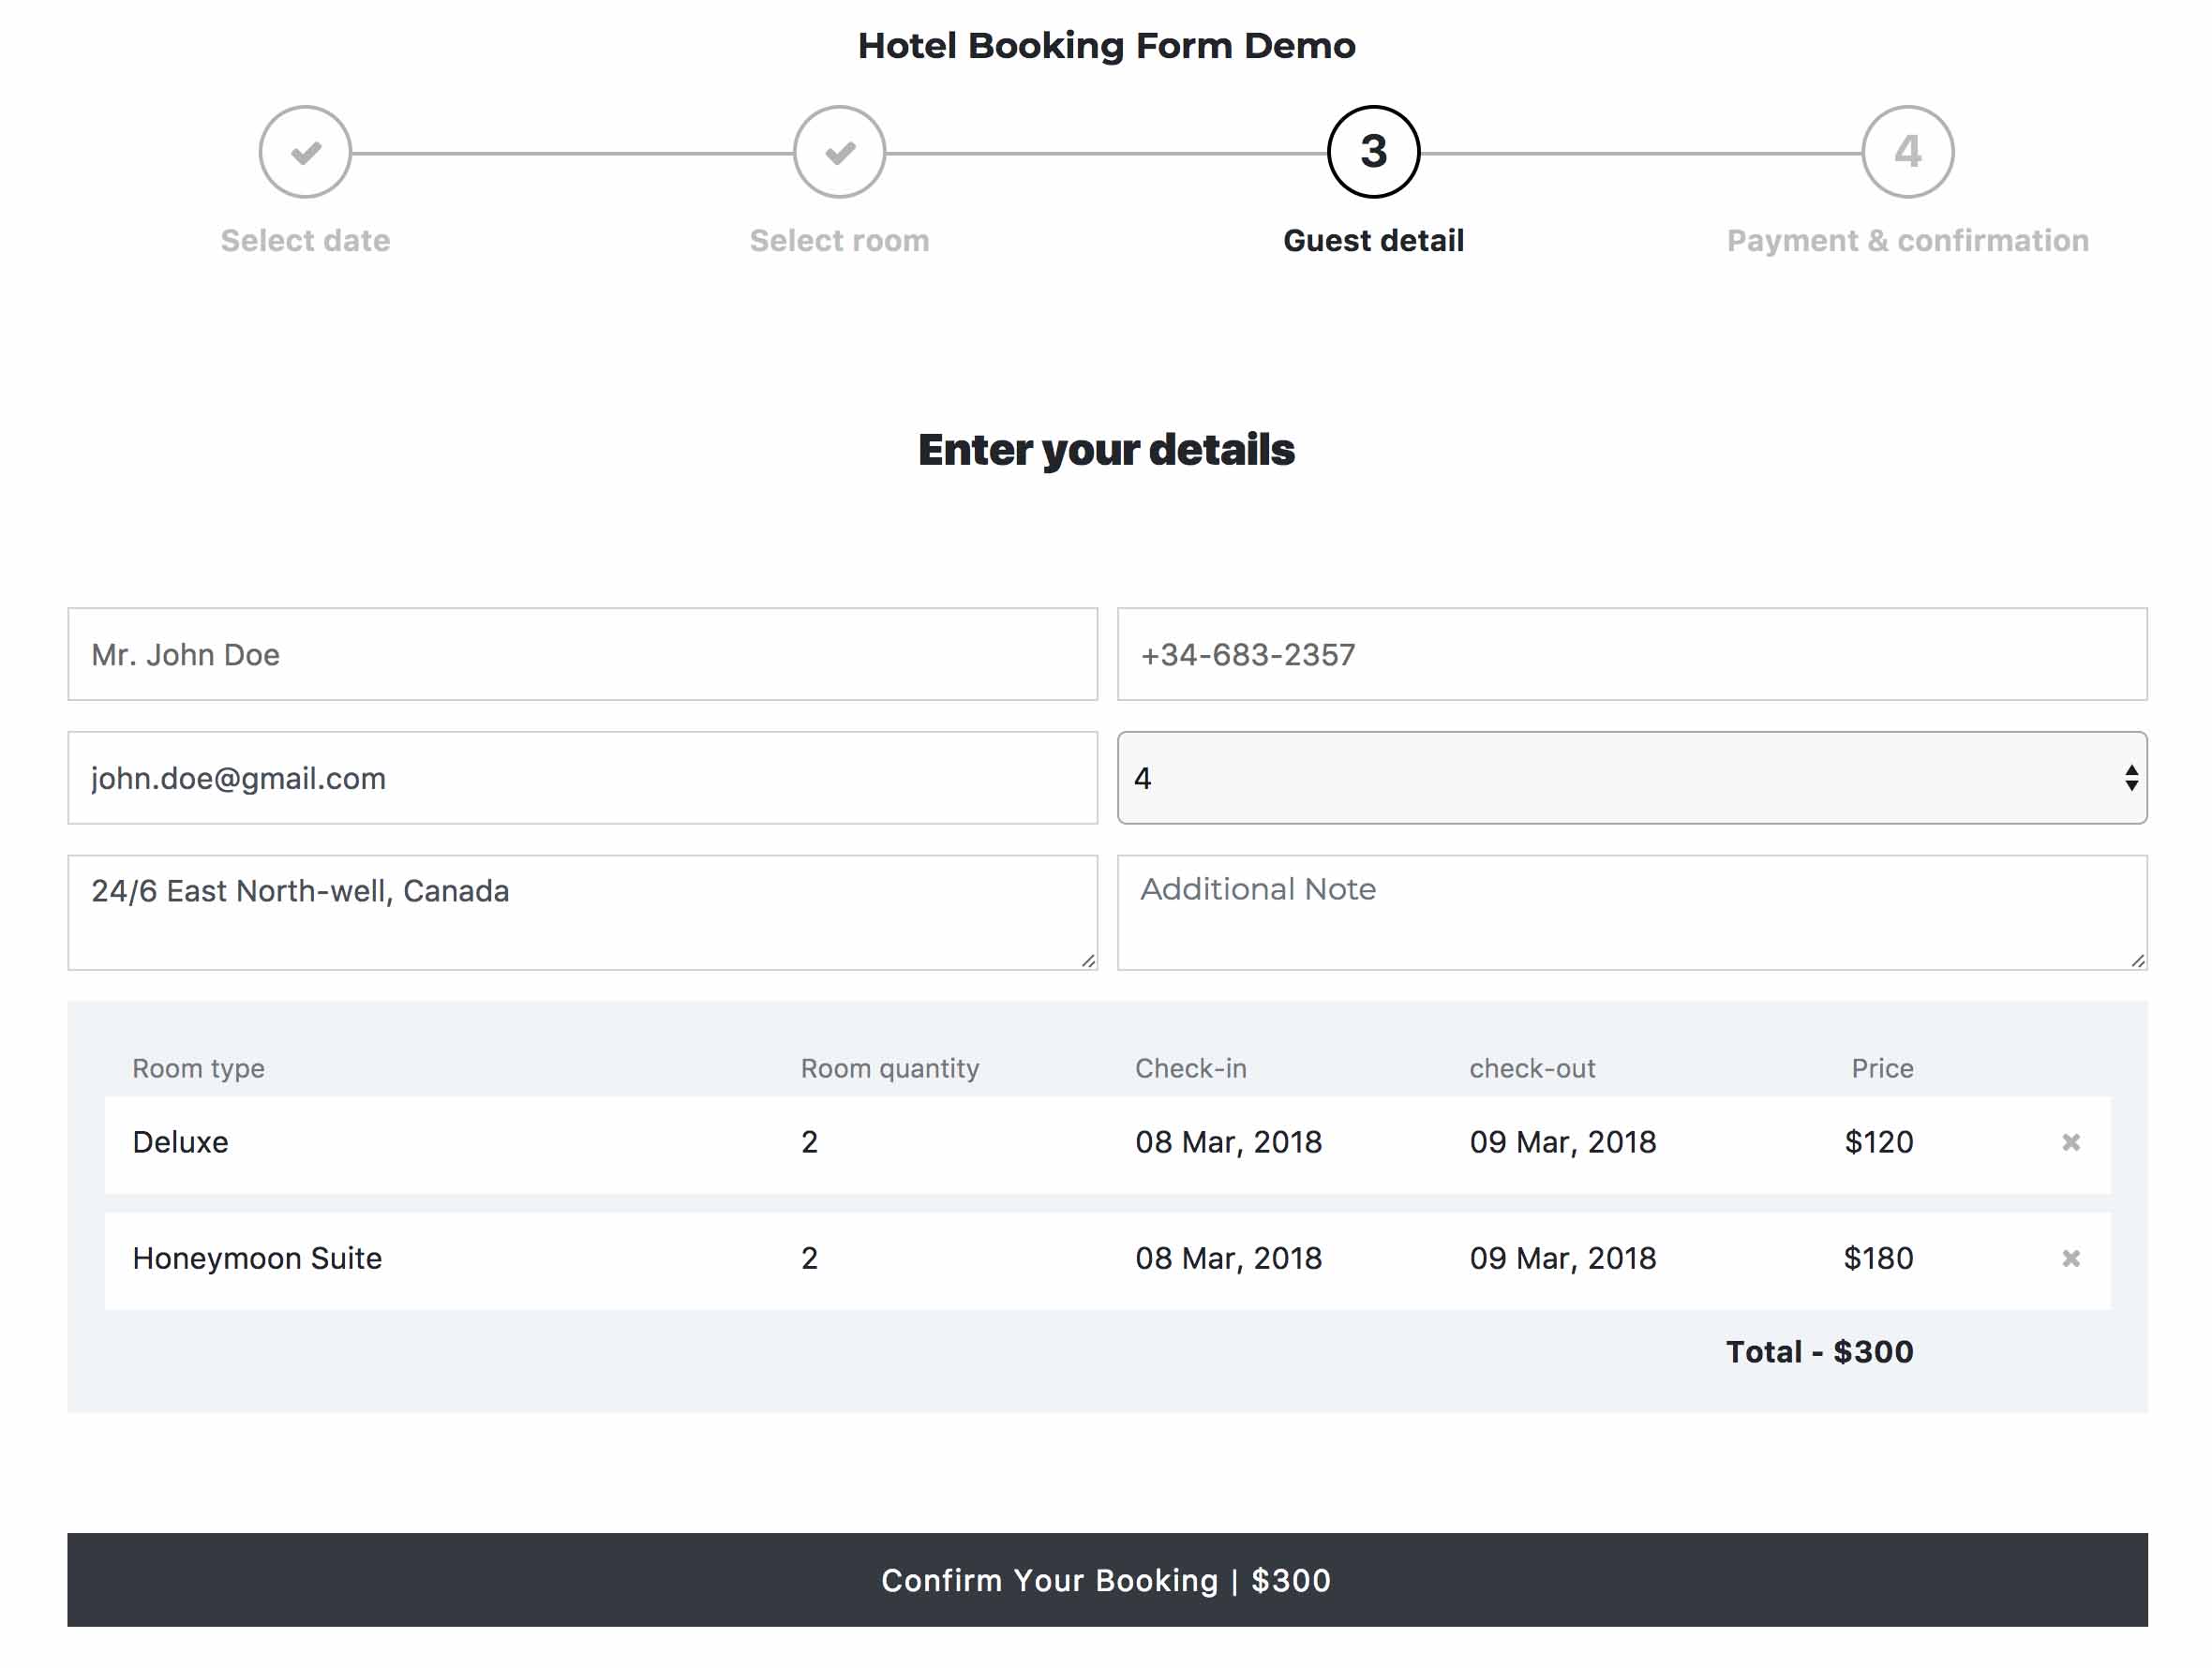 Hotel Booking Form Demo
3
4
Select date
Select room
Guest detail
Payment & confirmation
Enter your details
Mr. John Doe
+34-683-2357
john.doe@gmail.com
4
24/6 East North-well, Canada
Additional Note
Room type Room quantity Check-in check-out Price
Deluxe 2 08 Mar, 2018 09 Mar, 2018 $120
Honeymoon Suite 2 08 Mar, 2018 09 Mar, 2018 $180
Total - $300
Confirm Your Booking | $300